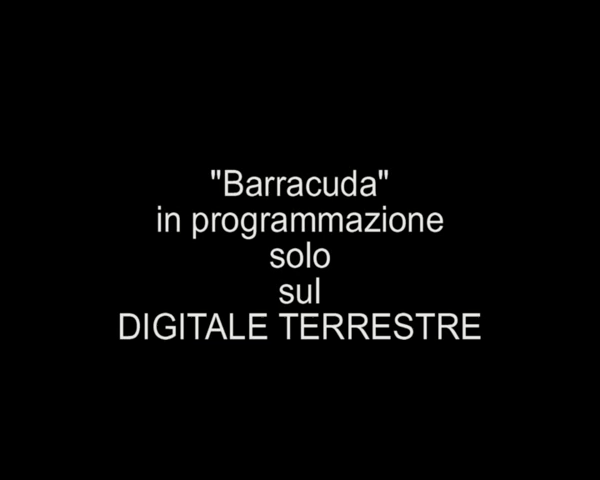 "Barracuda"
in programmazione
solo
sul
DIGITALE TERRESTRE